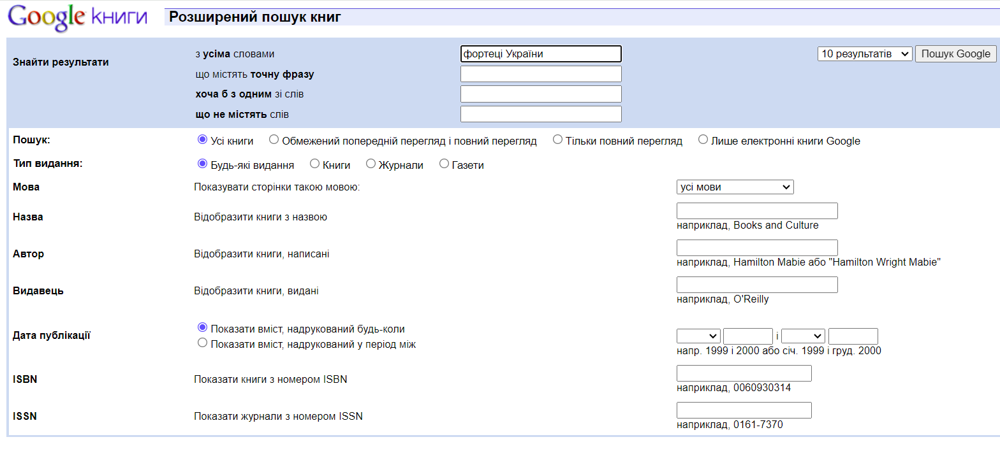 Google книги
Розширений пошук книг
Знайти результати
з усіма словами
фортеці України
10 результатів
Пошук Google
що містять точну фразу
хоча б з одним зі слів
що не містять слів
Пошук:
Усі книги
Обмежений попередній перегляд і повний перегляд
Тільки повний перегляд
Лише електронні книги Google
Тип видання:
Будь-які видання
Книги
Журнали
Газети
Мова
Показувати сторінки такою мовою:
усі мови
Назва
Відобразити книги з назвою
наприклад, Books and Culture
Автор
Відобразити книги, написані
наприклад, Hamilton Mabie або "Hamilton Wright Mabie"
Видавець
Відобразити книги, видані
наприклад, O'Reilly
Дата публікації
Показати вміст, надрукований будь-коли
Показати вміст, надрукований у період між
і
напр. 1999 і 2000 або січ. 1999 і груд. 2000
ISBN
Показати книги з номером ISBN
наприклад, 0060930314
ISSN
Показати журнали з номером ISSN
наприклад, 0161-7370